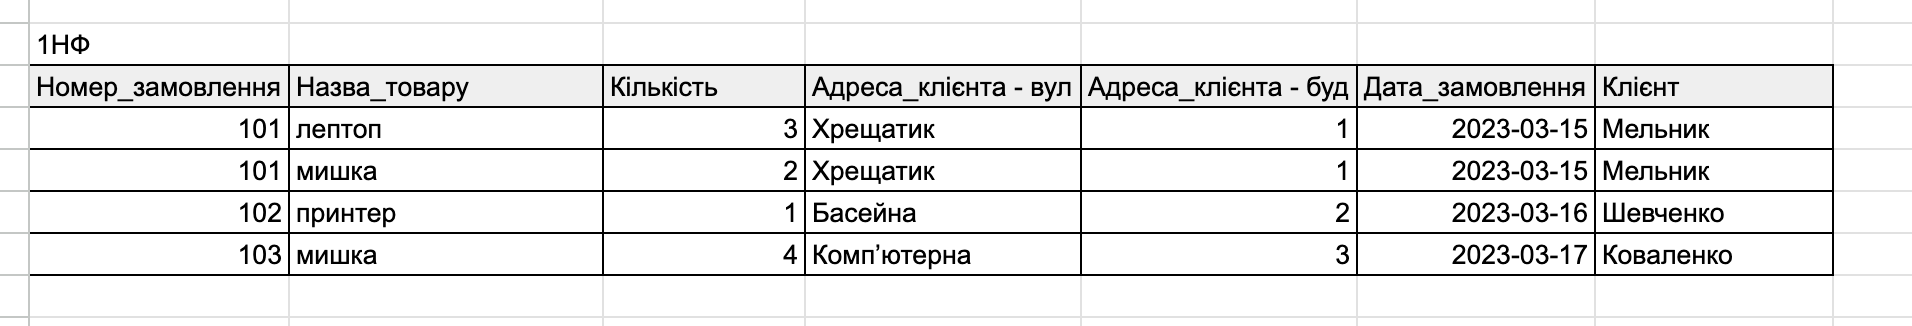 1НФ
Номер_замовлення Назва_товару Кількість Адреса_клієнта - вул Адреса_клієнта - буд Дата_замовлення Клієнт
101 лептоп 3 Хрещатик 1 2023-03-15 Мельник
101 мишка 2 Хрещатик 1 2023-03-15 Мельник
102 принтер 1 Басейна 2 2023-03-16 Шевченко
103 мишка 4 Комп’ютерна 3 2023-03-17 Коваленко